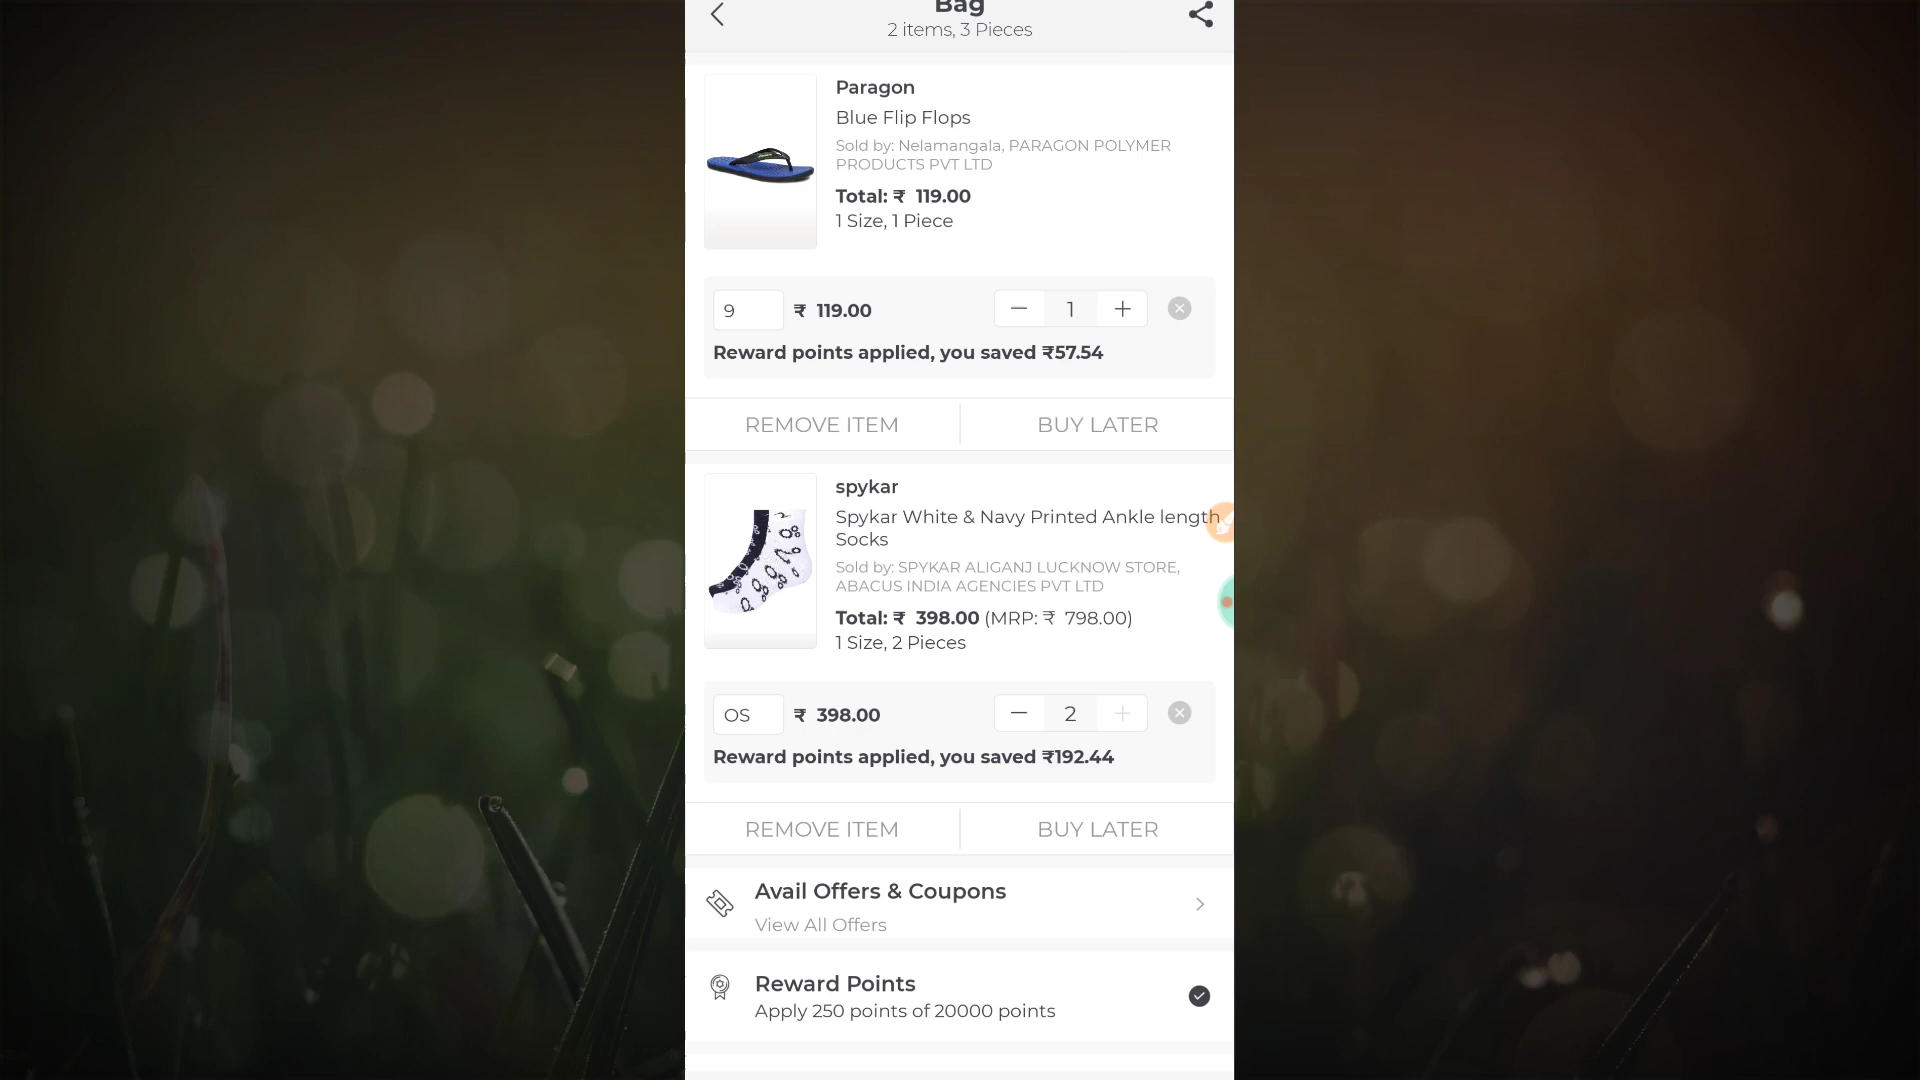 Bag
2 items, 3 Pieces
Paragon
Blue Flip Flops
Sold by: Nelamangala, PARAGON POLYMER
PRODUCTS PVT LTD
Total: ₹ 119.00
1 Size, 1 Piece
9 ₹ 119.00 1
Reward points applied, you saved ₹57.54
REMOVE ITEM BUY LATER
spykar
Spykar White & Navy Printed Ankle length
Socks
Sold by: SPYKAR ALIGANJ LUCKNOW STORE,
ABACUS INDIA AGENCIES PVT LTD
Total: ₹ 398.00 (MRP: ₹ 798.00)
1 Size, 2 Pieces
OS ₹ 398.00 2
Reward points applied, you saved ₹192.44
REMOVE ITEM BUY LATER
Avail Offers & Coupons
View All Offers
Reward Points
Apply 250 points of 20000 points